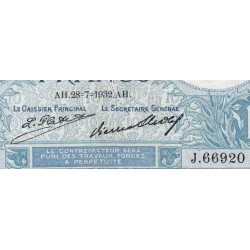 AH.28=7=1932.AH.
LE CAISSIER PRINCIPAL LE SECRETAIRE GÉNÉRAL
J.66920
LE CONTREFACTEUR SERA
PUNI DES TRAVAUX FORCÉS
A PERPÉTUITÉ